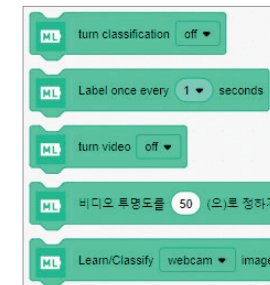 ML turn classification off
ML Label once every 1 seconds
ML turn video off
ML 비디오 투명도를 50 (으)로 정하
ML Learn/Classify webcam image